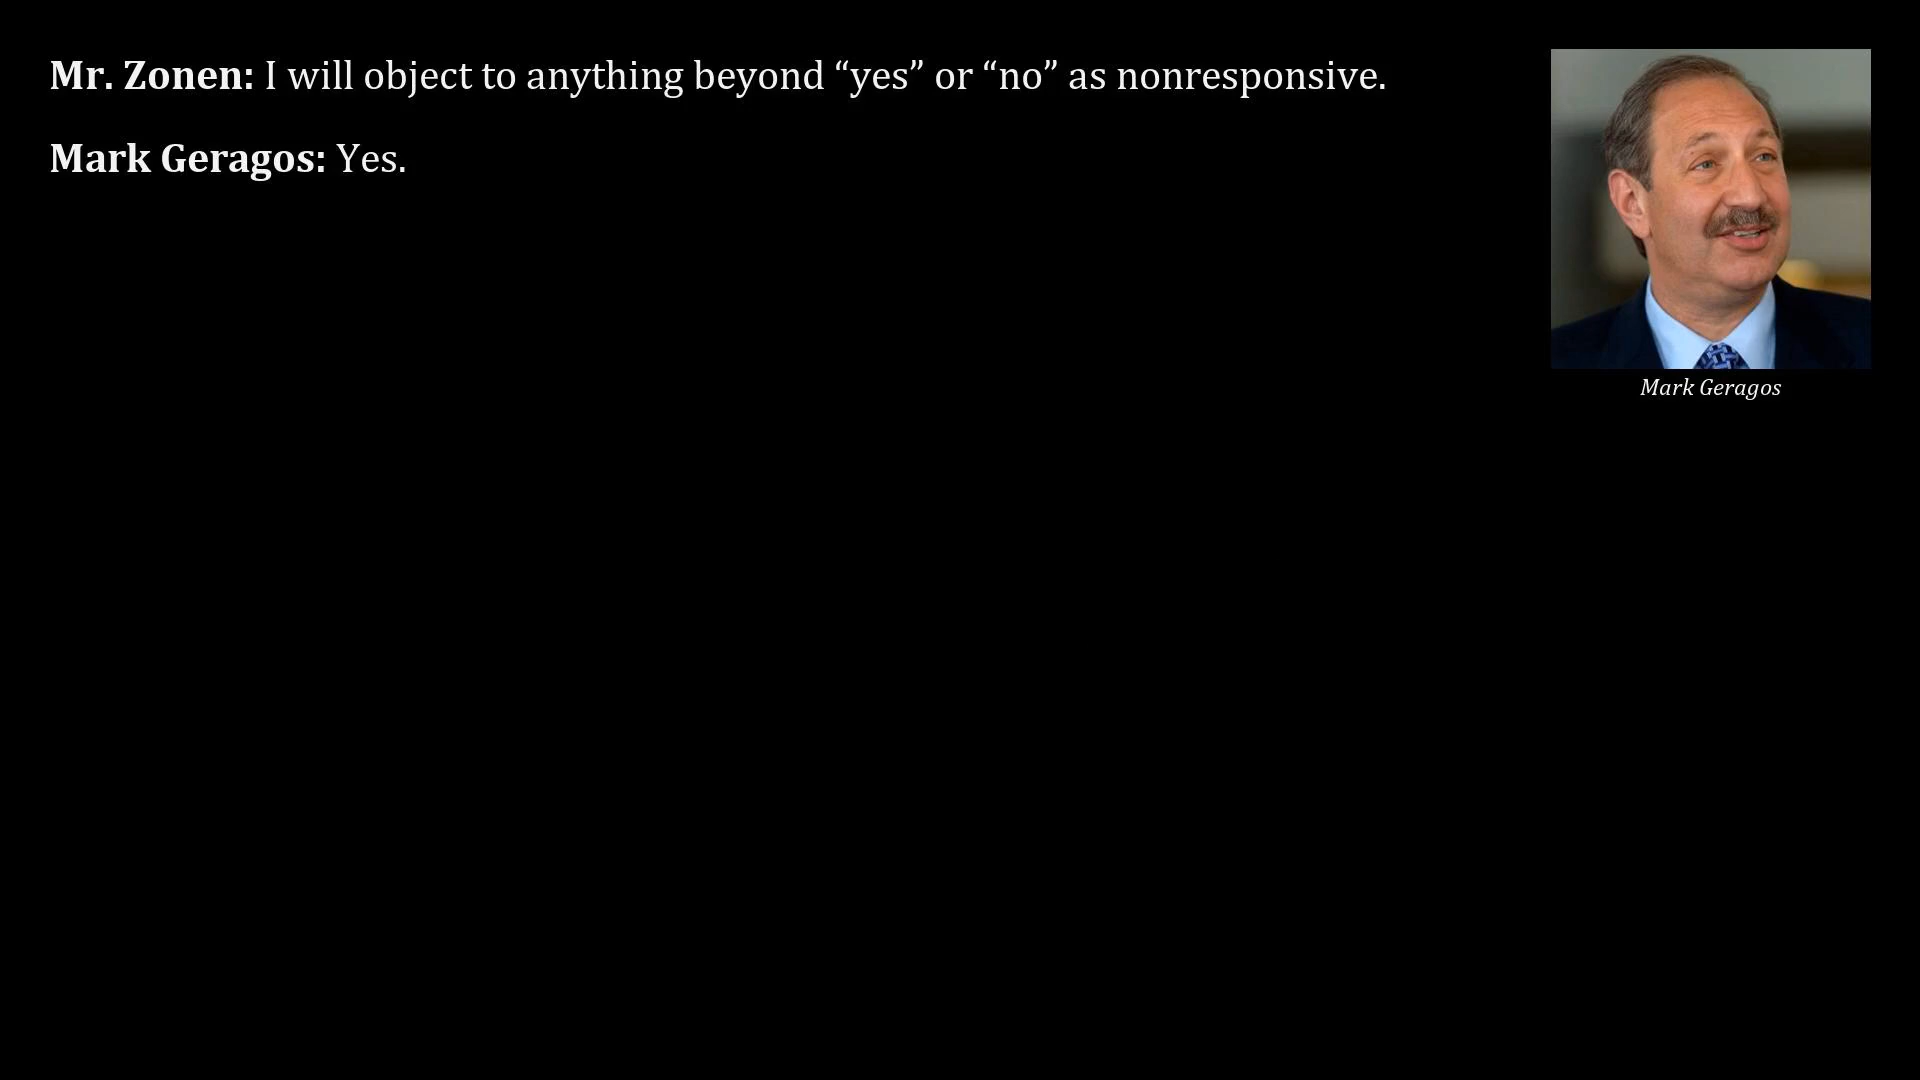 Mr. Zonen: I will object to anything beyond “yes” or “no” as nonresponsive.
Mark Geragos: Yes.
Mark Geragos